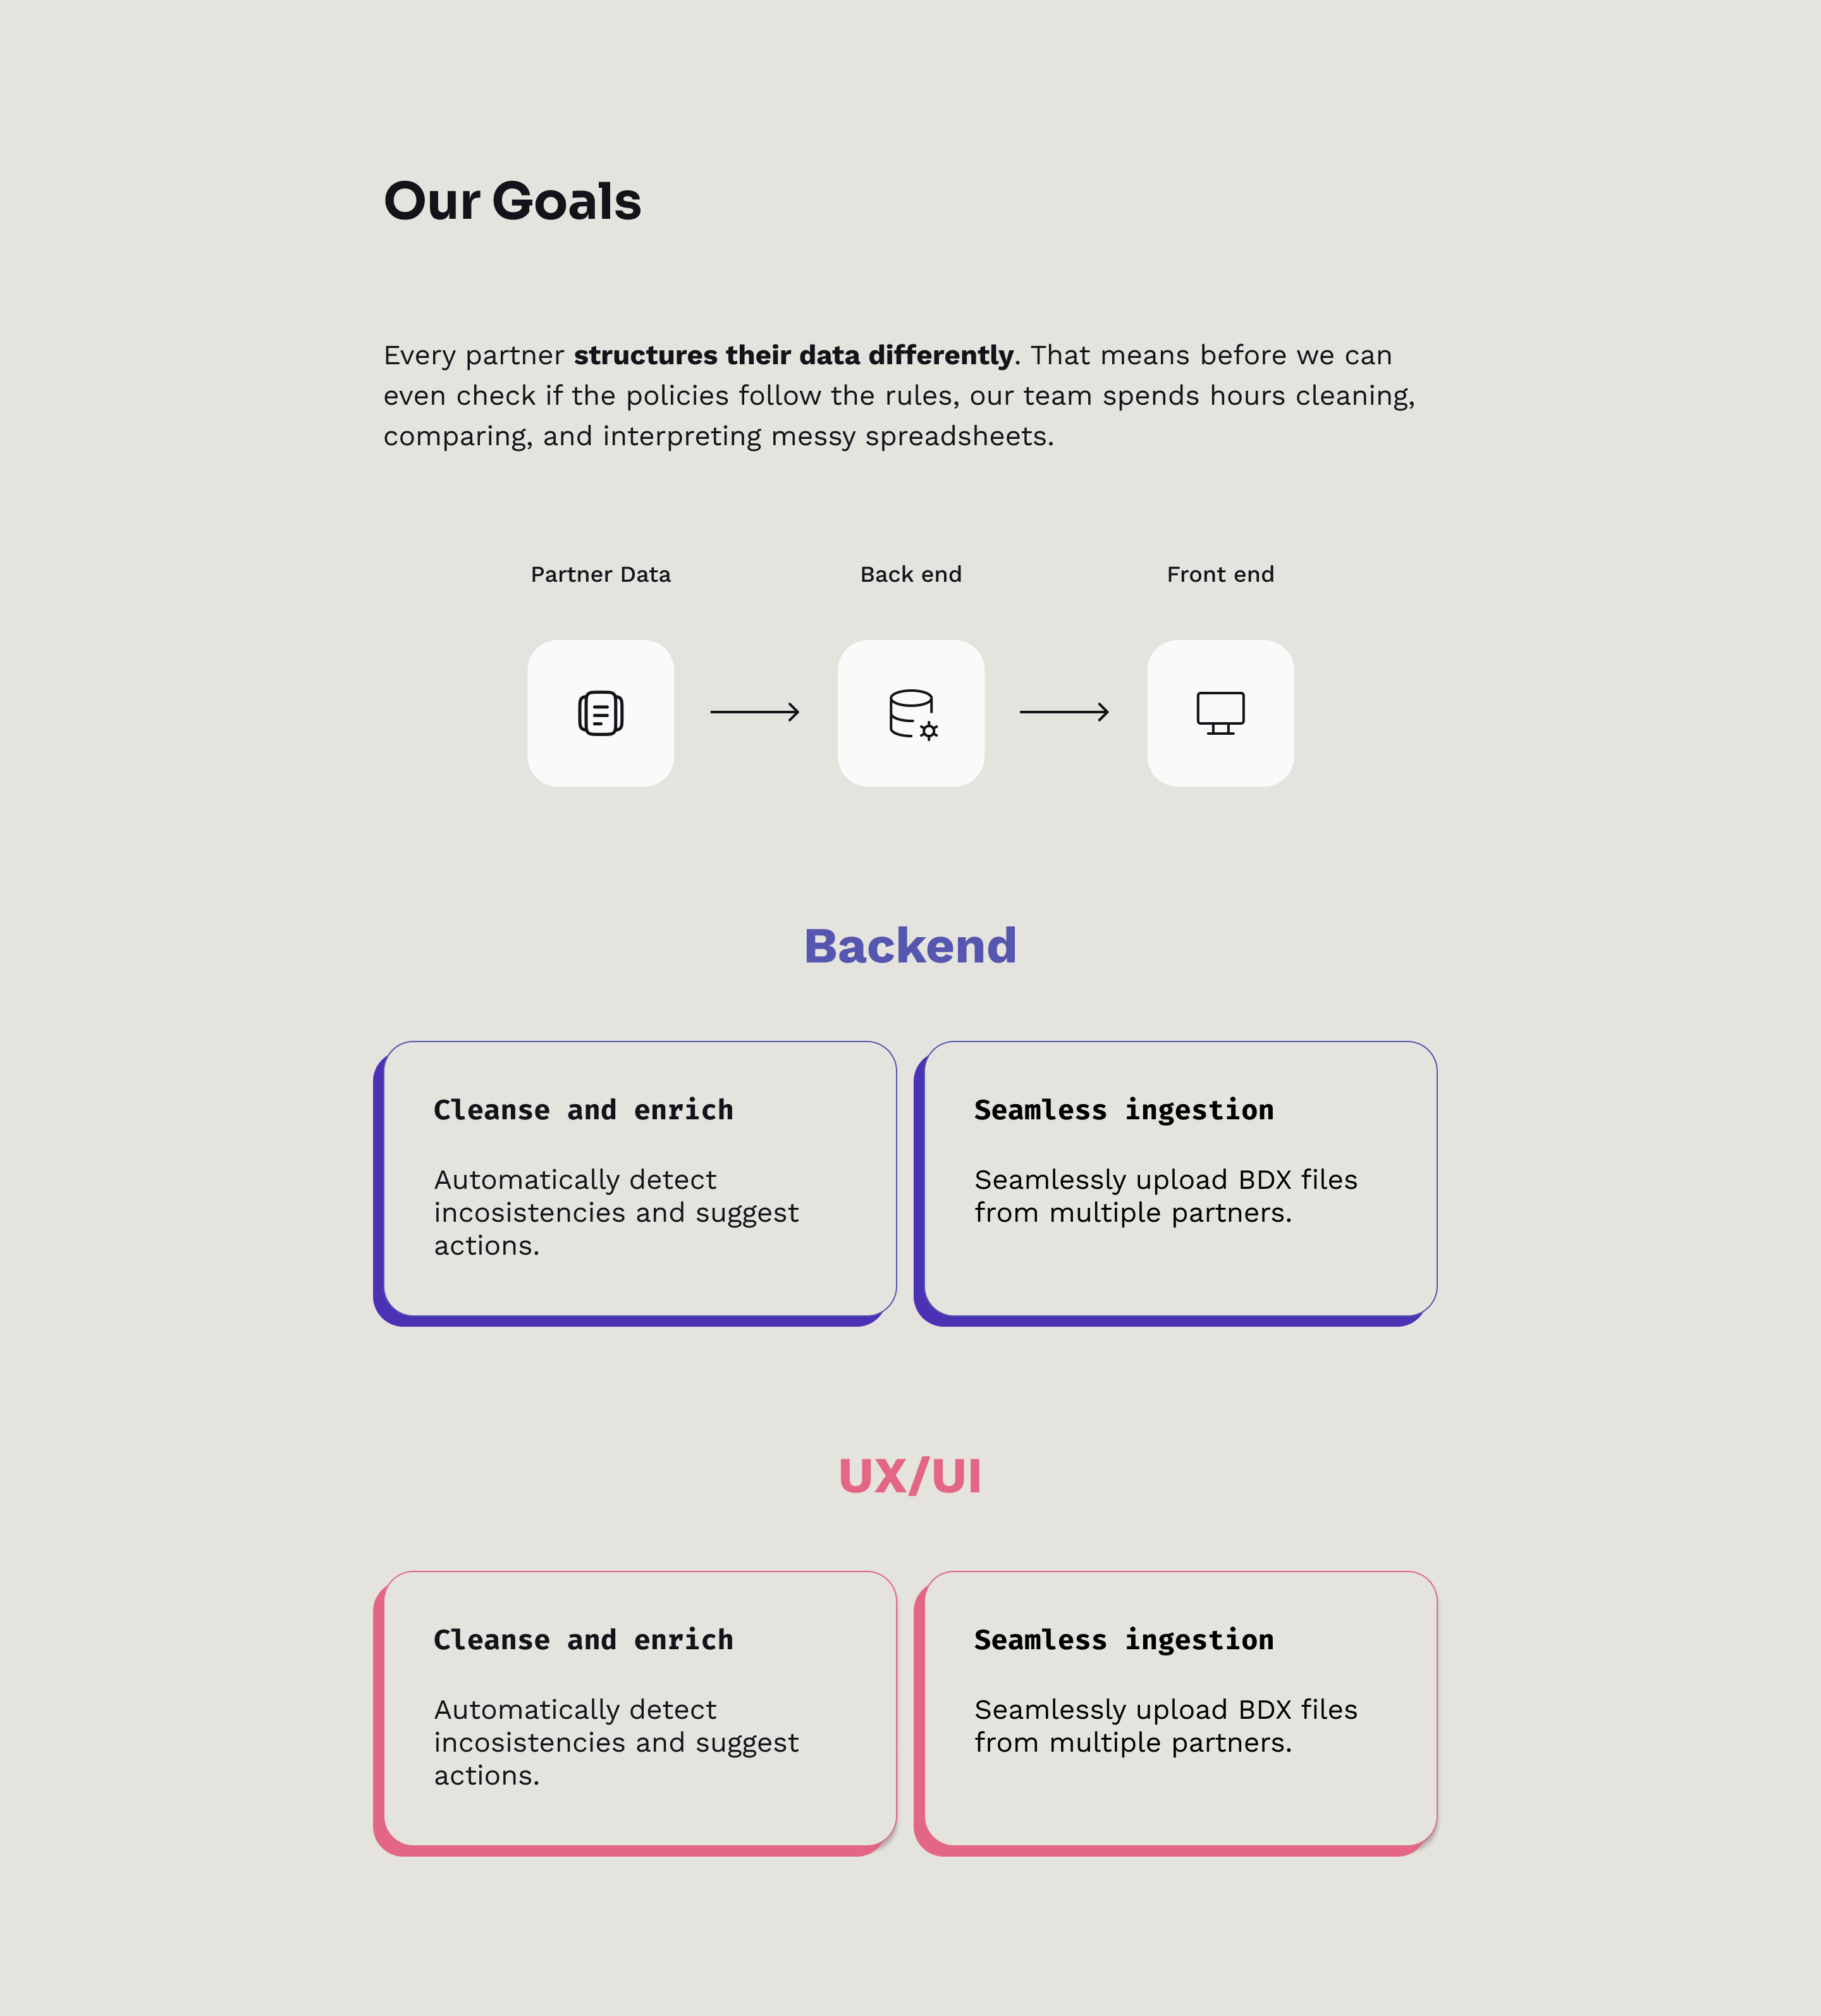 Our Goals
Every partner structures their data differently. That means before we can
even check if the policies follow the rules, our team spends hours cleaning,
comparing, and interpreting messy spreadsheets.
Partner Data
Back end
Front end
Backend
Cleanse and enrich
Automatically detect
incosistencies and suggest
actions.
Seamless ingestion
Seamlessly upload BDX files
from multiple partners.
UX/UI
Cleanse and enrich
Automatically detect
incosistencies and suggest
actions.
Seamless ingestion
Seamlessly upload BDX files
from multiple partners.